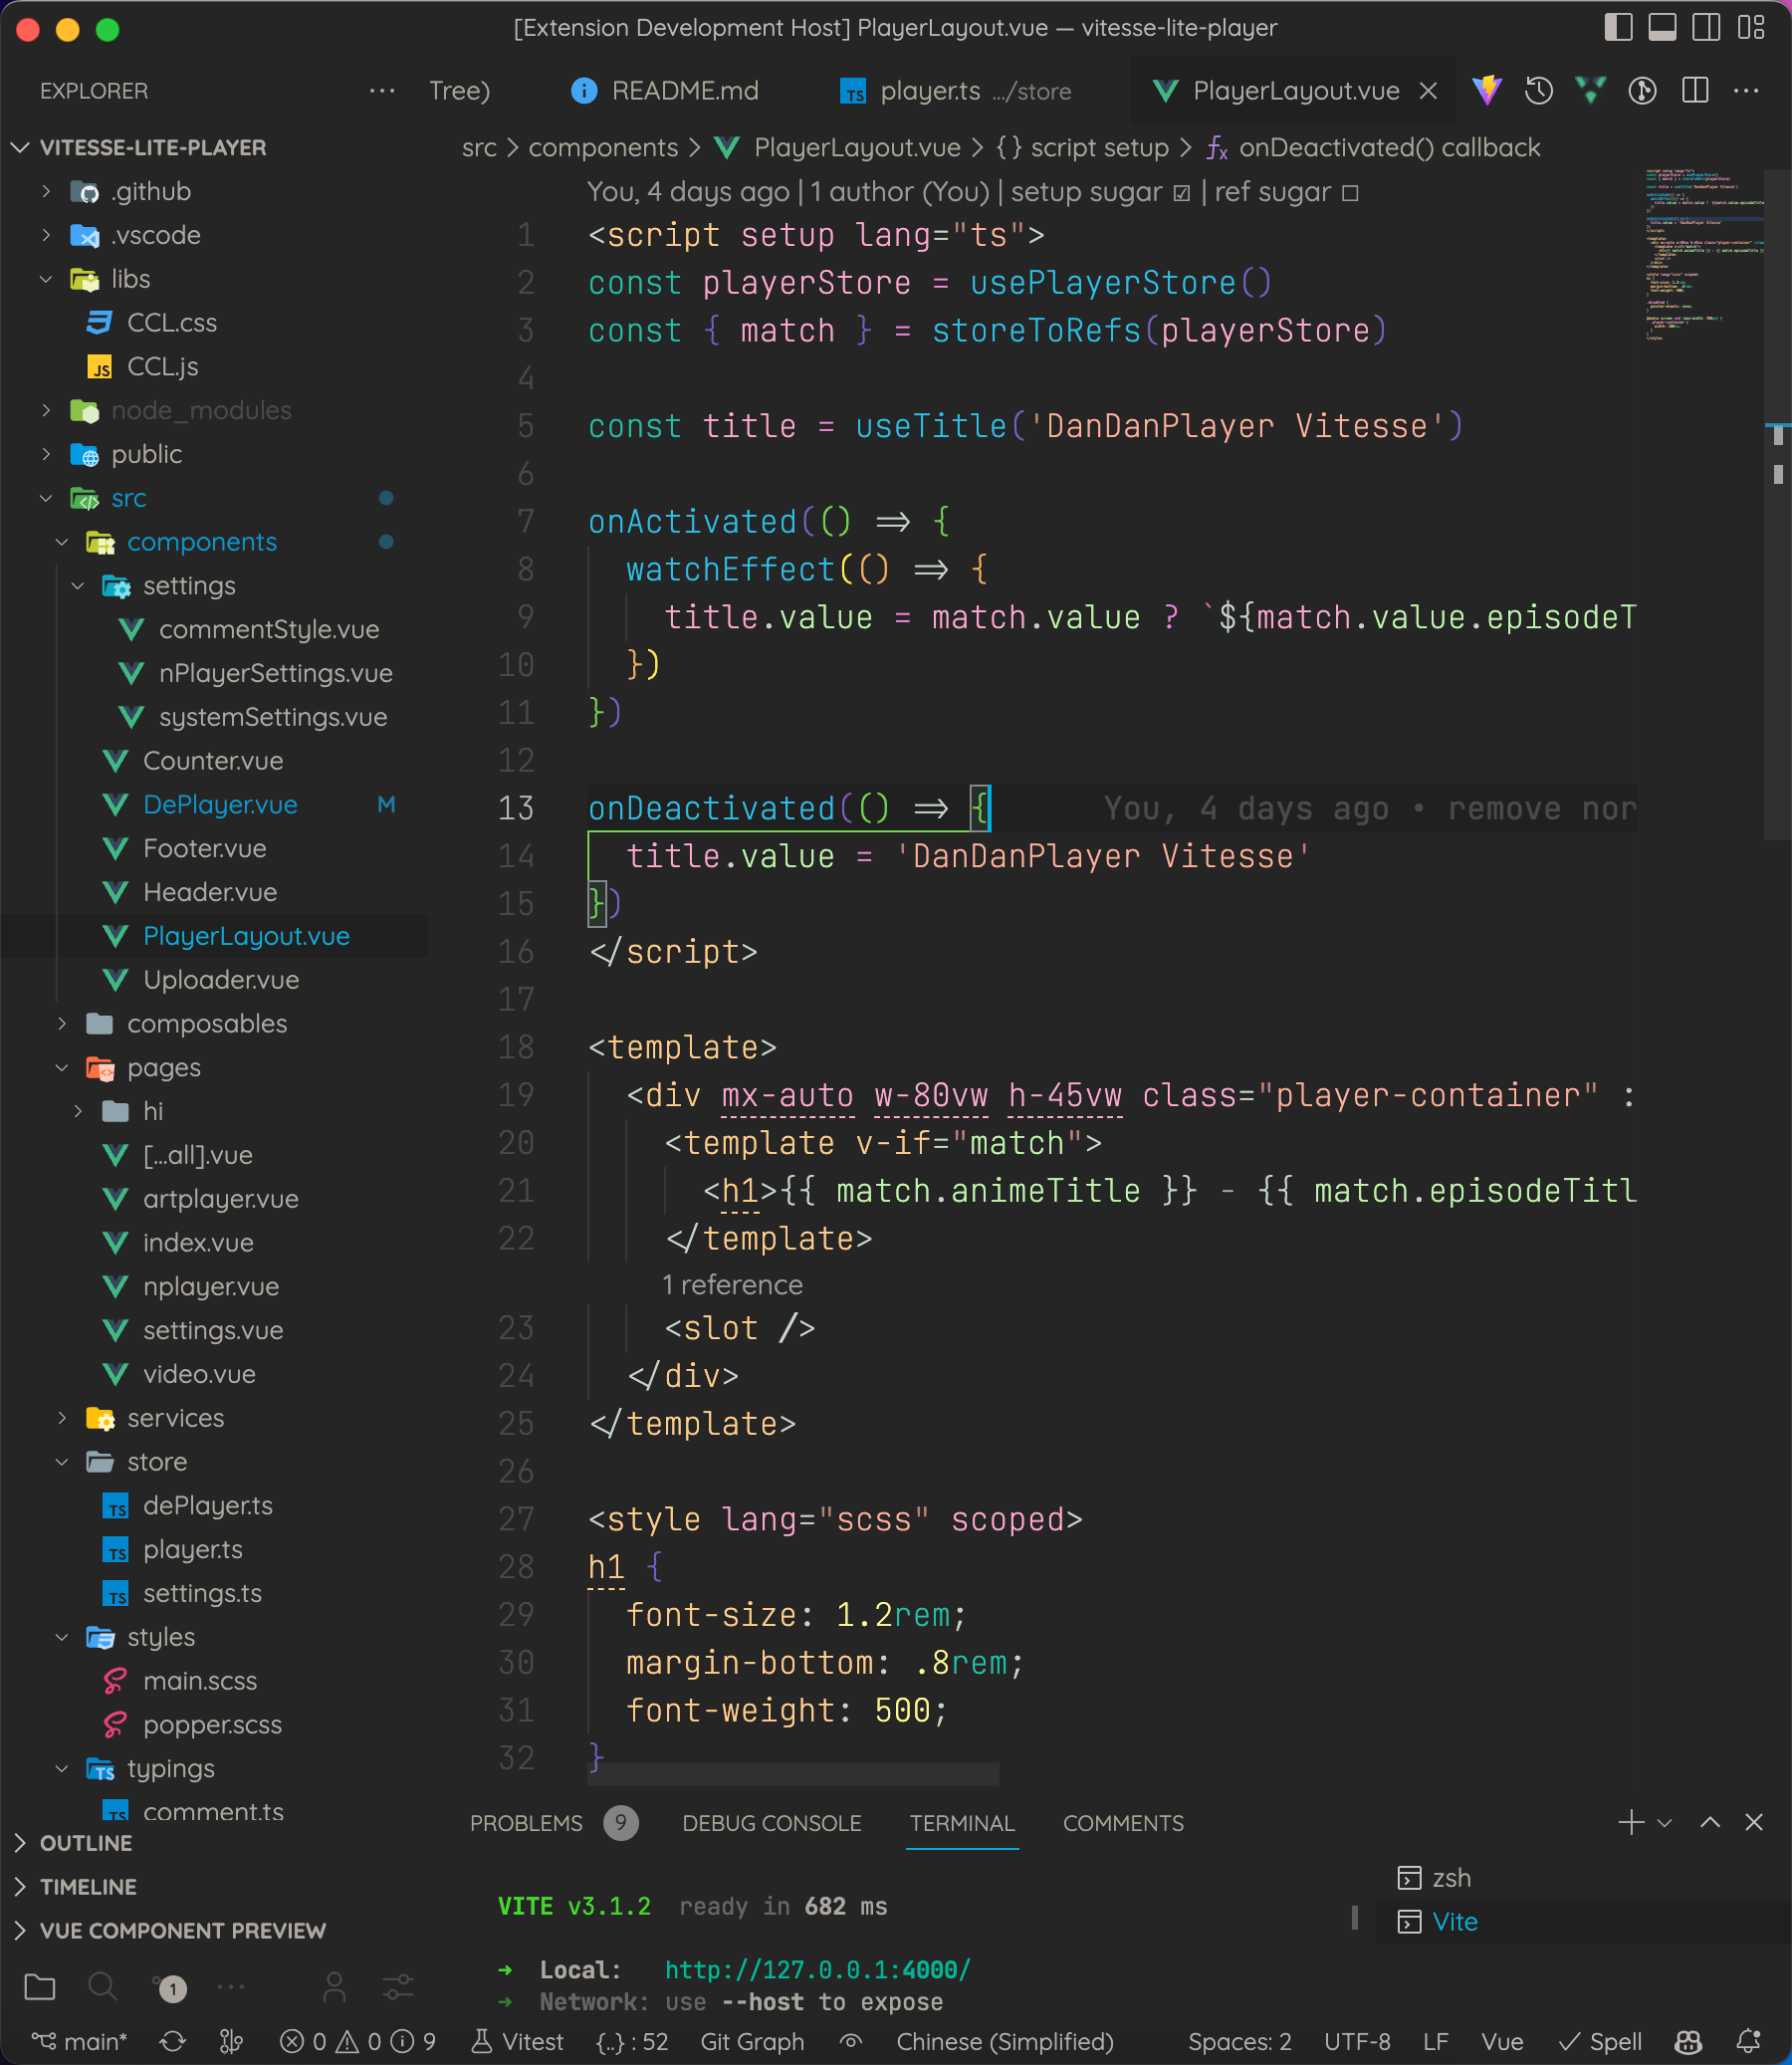 [Extension Development Host] PlayerLayout.vue — vitesse-lite-player
EXPLORER
Tree)
README.md
TS player.ts .../store
PlayerLayout.vue
VITESSE-LITE-PLAYER
.github
.vscode
libs
CCL.css
JS CCL.js
node_modules
public
src
components
settings
commentStyle.vue
nPlayerSettings.vue
systemSettings.vue
Counter.vue
DePlayer.vue M
Footer.vue
Header.vue
PlayerLayout.vue
Uploader.vue
composables
pages
hi
[...all].vue
artplayer.vue
index.vue
nplayer.vue
settings.vue
video.vue
services
store
TS dePlayer.ts
TS player.ts
TS settings.ts
styles
main.scss
popper.scss
TS typings
TS comment.ts
OUTLINE
TIMELINE
VUE COMPONENT PREVIEW
1
src > components > PlayerLayout.vue > {} script setup > onDeactivated() callback
You, 4 days ago | 1 author (You) | setup sugar ☑ | ref sugar ☐
1 <script setup lang="ts">
2 const playerStore = usePlayerStore()
3 const { match } = storeToRefs(playerStore)
4
5 const title = useTitle('DanDanPlayer Vitesse')
6
7 onActivated(() => {
8 watchEffect(() => {
9 title.value = match.value ? `${match.value.episodeT
10 })
11 })
12
13 onDeactivated(() => { You, 4 days ago • remove nor
14 title.value = 'DanDanPlayer Vitesse'
15 })
16 </script>
17
18 <template>
19 <div mx-auto w-80vw h-45vw class="player-container" :
20 <template v-if="match">
21 <h1>{{ match.animeTitle }} - {{ match.episodeTitl
22 </template>
1 reference
23 <slot />
24 </div>
25 </template>
26
27 <style lang="scss" scoped>
28 h1 {
29 font-size: 1.2rem;
30 margin-bottom: .8rem;
31 font-weight: 500;
32 }
PROBLEMS 9 DEBUG CONSOLE TERMINAL COMMENTS
VITE v3.1.2 ready in 682 ms
➜ Local: http://127.0.0.1:4000/
➜ Network: use --host to expose
zsh
Vite
main* 0 0 9 Vitest {..} : 52 Git Graph Chinese (Simplified) Spaces: 2 UTF-8 LF Vue Spell